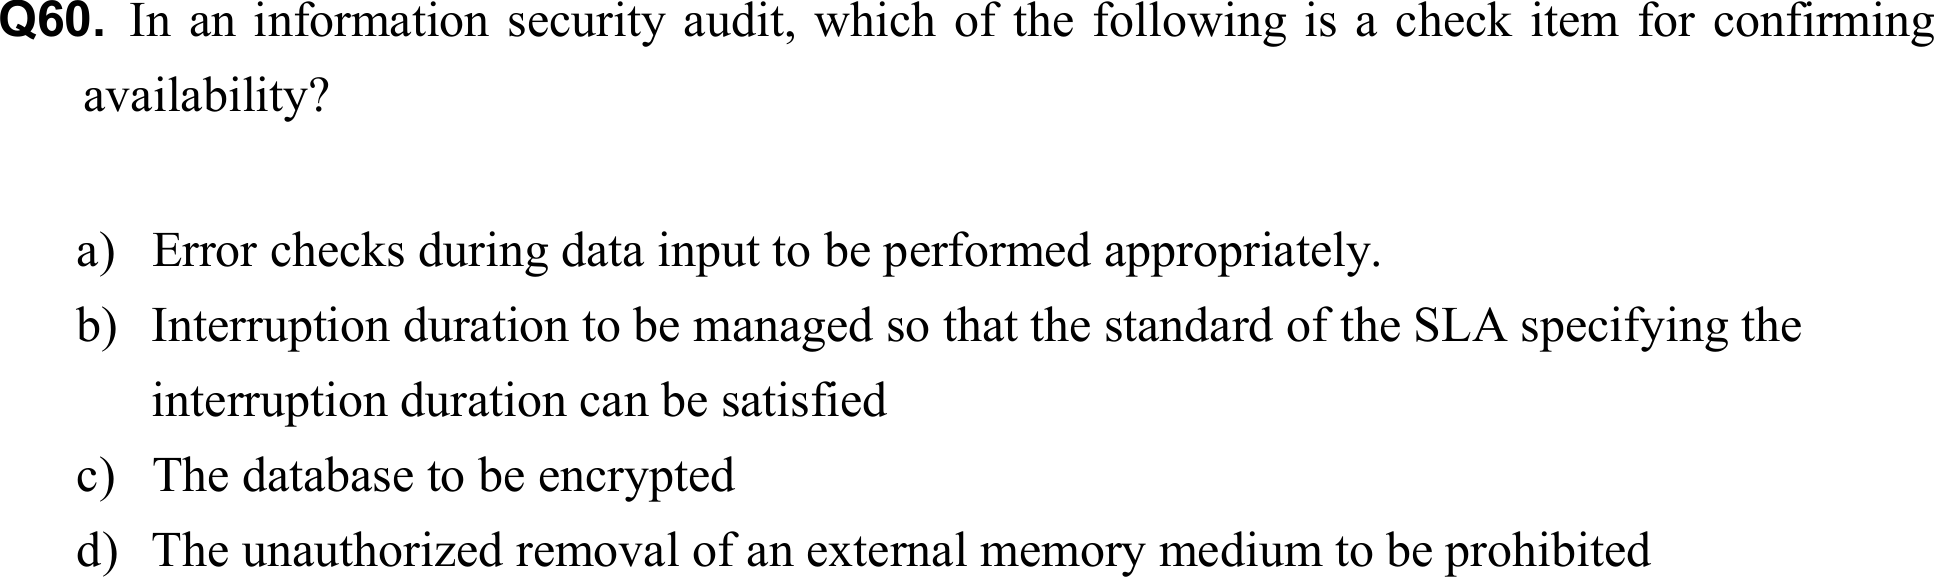 Q60. In an information security audit, which of the following is a check item for confirming
availability?
a) Error checks during data input to be performed appropriately.
b) Interruption duration to be managed so that the standard of the SLA specifying the
interruption duration can be satisfied
c) The database to be encrypted
d) The unauthorized removal of an external memory medium to be prohibited